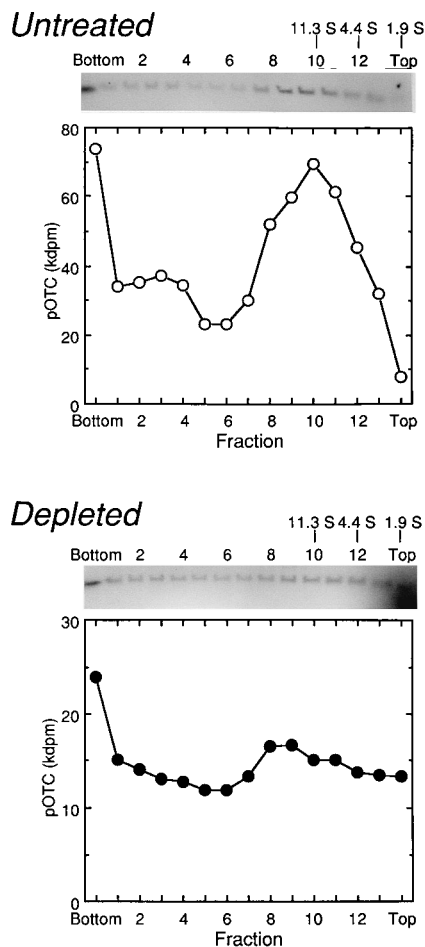 Untreated
11.3 S 4.4 S 1.9 S
Bottom 2 4 6 8 10 12 Top
80
60
40
20
0
pOTC (kdpm)
Bottom 2 4 6 8 10 12 Top
Fraction
Depleted
11.3 S 4.4 S 1.9 S
Bottom 2 4 6 8 10 12 Top
30
20
10
0
pOTC (kdpm)
Bottom 2 4 6 8 10 12 Top
Fraction